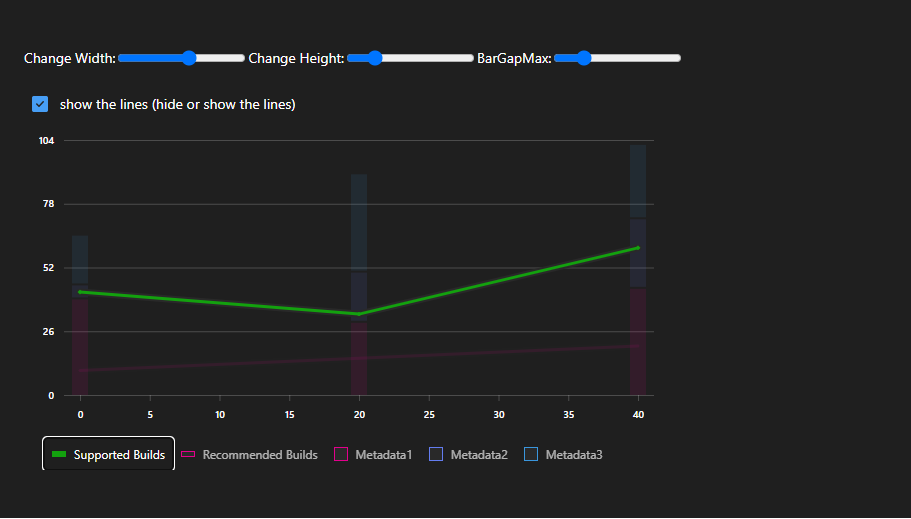 Change Width: Change Height: BarGapMax:
show the lines (hide or show the lines)
104
78
52
26
0
0 5 10 15 20 25 30 35 40
Supported Builds Recommended Builds Metadata1 Metadata2 Metadata3